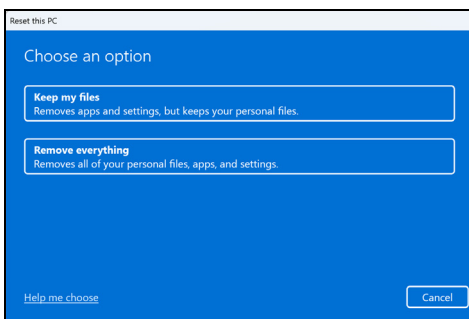 Reset this PC
Choose an option
Keep my files
Removes apps and settings, but keeps your personal files.
Remove everything
Removes all of your personal files, apps, and settings.
Help me choose
Cancel